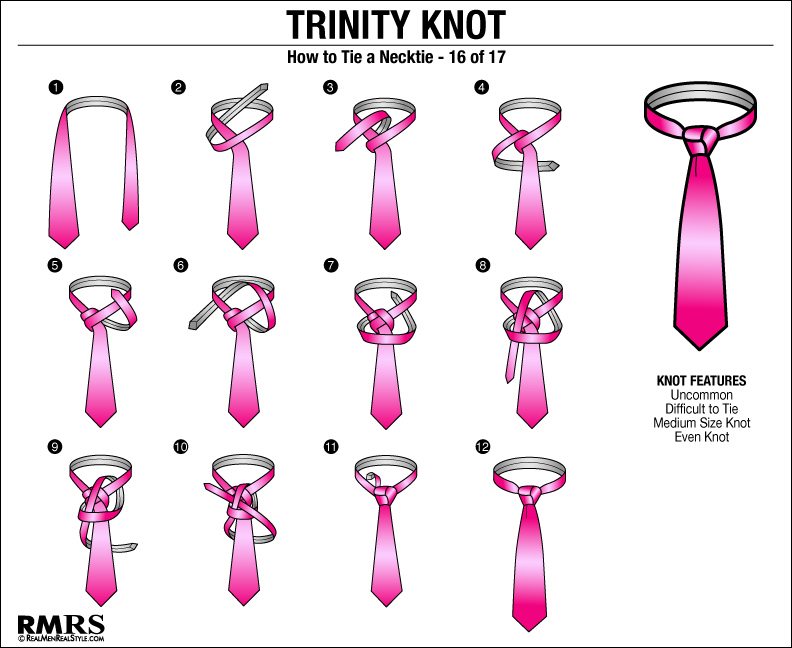 TRINITY KNOT
How to Tie a Necktie - 16 of 17
1
2
3
4
5
6
7
8
9
10
11
12
KNOT FEATURES
Uncommon
Difficult to Tie
Medium Size Knot
Even Knot
RMRS
© REALMENREALSTYLE.COM